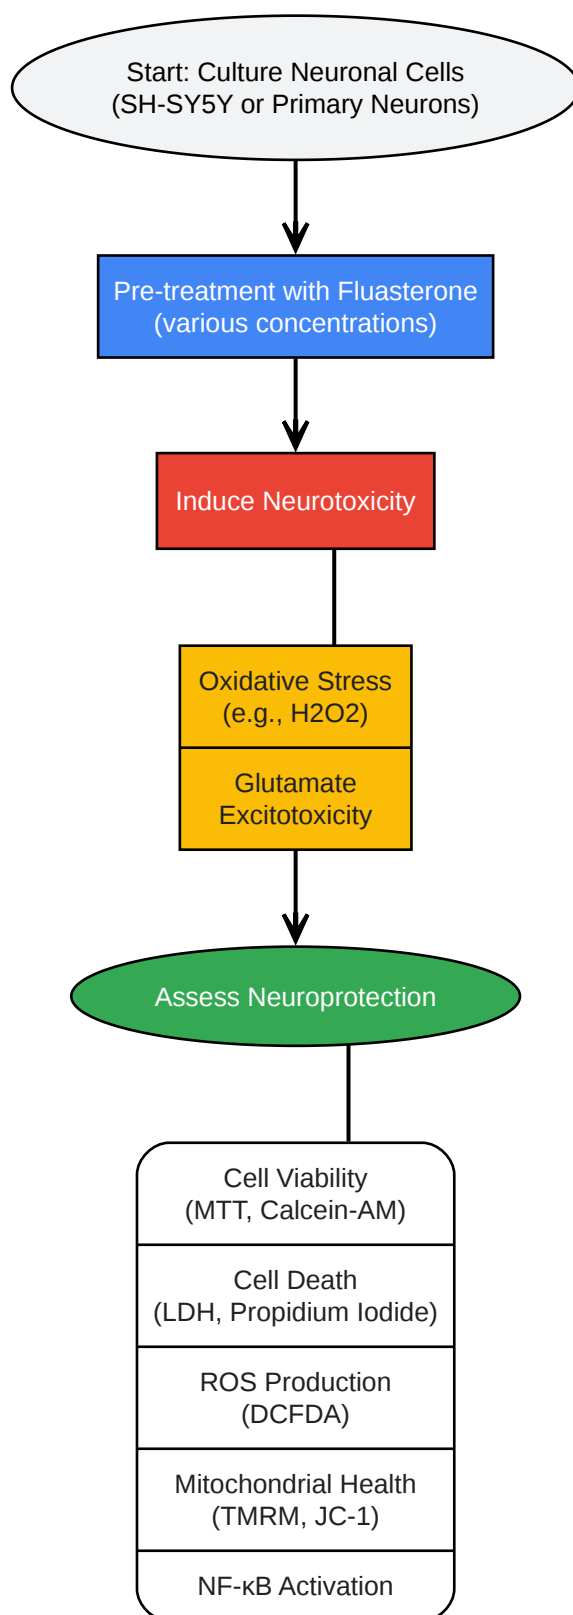 Start: Culture Neuronal Cells
(SH-SY5Y or Primary Neurons)
Pre-treatment with Fluasterone
(various concentrations)
Induce Neurotoxicity
Oxidative Stress
(e.g., H2O2)
Glutamate
Excitotoxicity
Assess Neuroprotection
Cell Viability
(MTT, Calcein-AM)
Cell Death
(LDH, Propidium Iodide)
ROS Production
(DCFDA)
Mitochondrial Health
(TMRM, JC-1)
NF-κB Activation